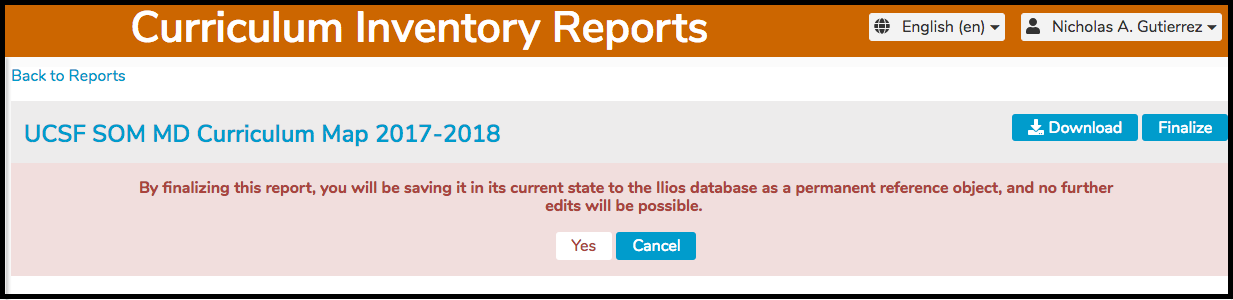 Curriculum Inventory Reports
English (en)
Nicholas A. Gutierrez
Back to Reports
UCSF SOM MD Curriculum Map 2017-2018
Download
Finalize
By finalizing this report, you will be saving it in its current state to the Ilios database as a permanent reference object, and no further
edits will be possible.
Yes
Cancel